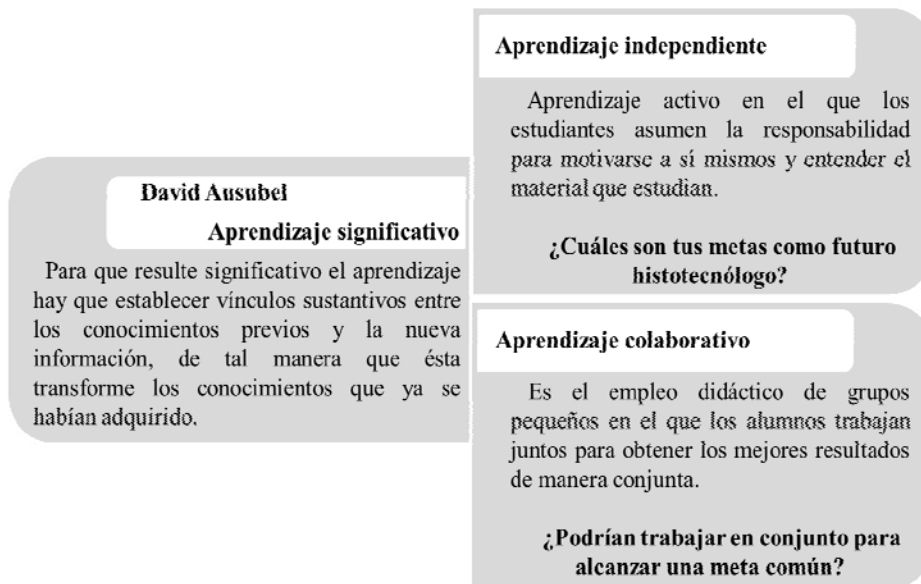 David Ausubel
Aprendizaje significativo
Para que resulte significativo el aprendizaje
hay que establecer vínculos sustantivos entre
los conocimientos previos y la nueva
información, de tal manera que ésta
transforme los conocimientos que ya se
habían adquirido.
Aprendizaje independiente
Aprendizaje activo en el que los
estudiantes asumen la responsabilidad
para motivarse a sí mismos y entender el
material que estudian.
¿Cuáles son tus metas como futuro
histotecnólogo?
Aprendizaje colaborativo
Es el empleo didáctico de grupos
pequeños en el que los alumnos trabajan
juntos para obtener los mejores resultados
de manera conjunta.
¿Podrían trabajar en conjunto para
alcanzar una meta común?